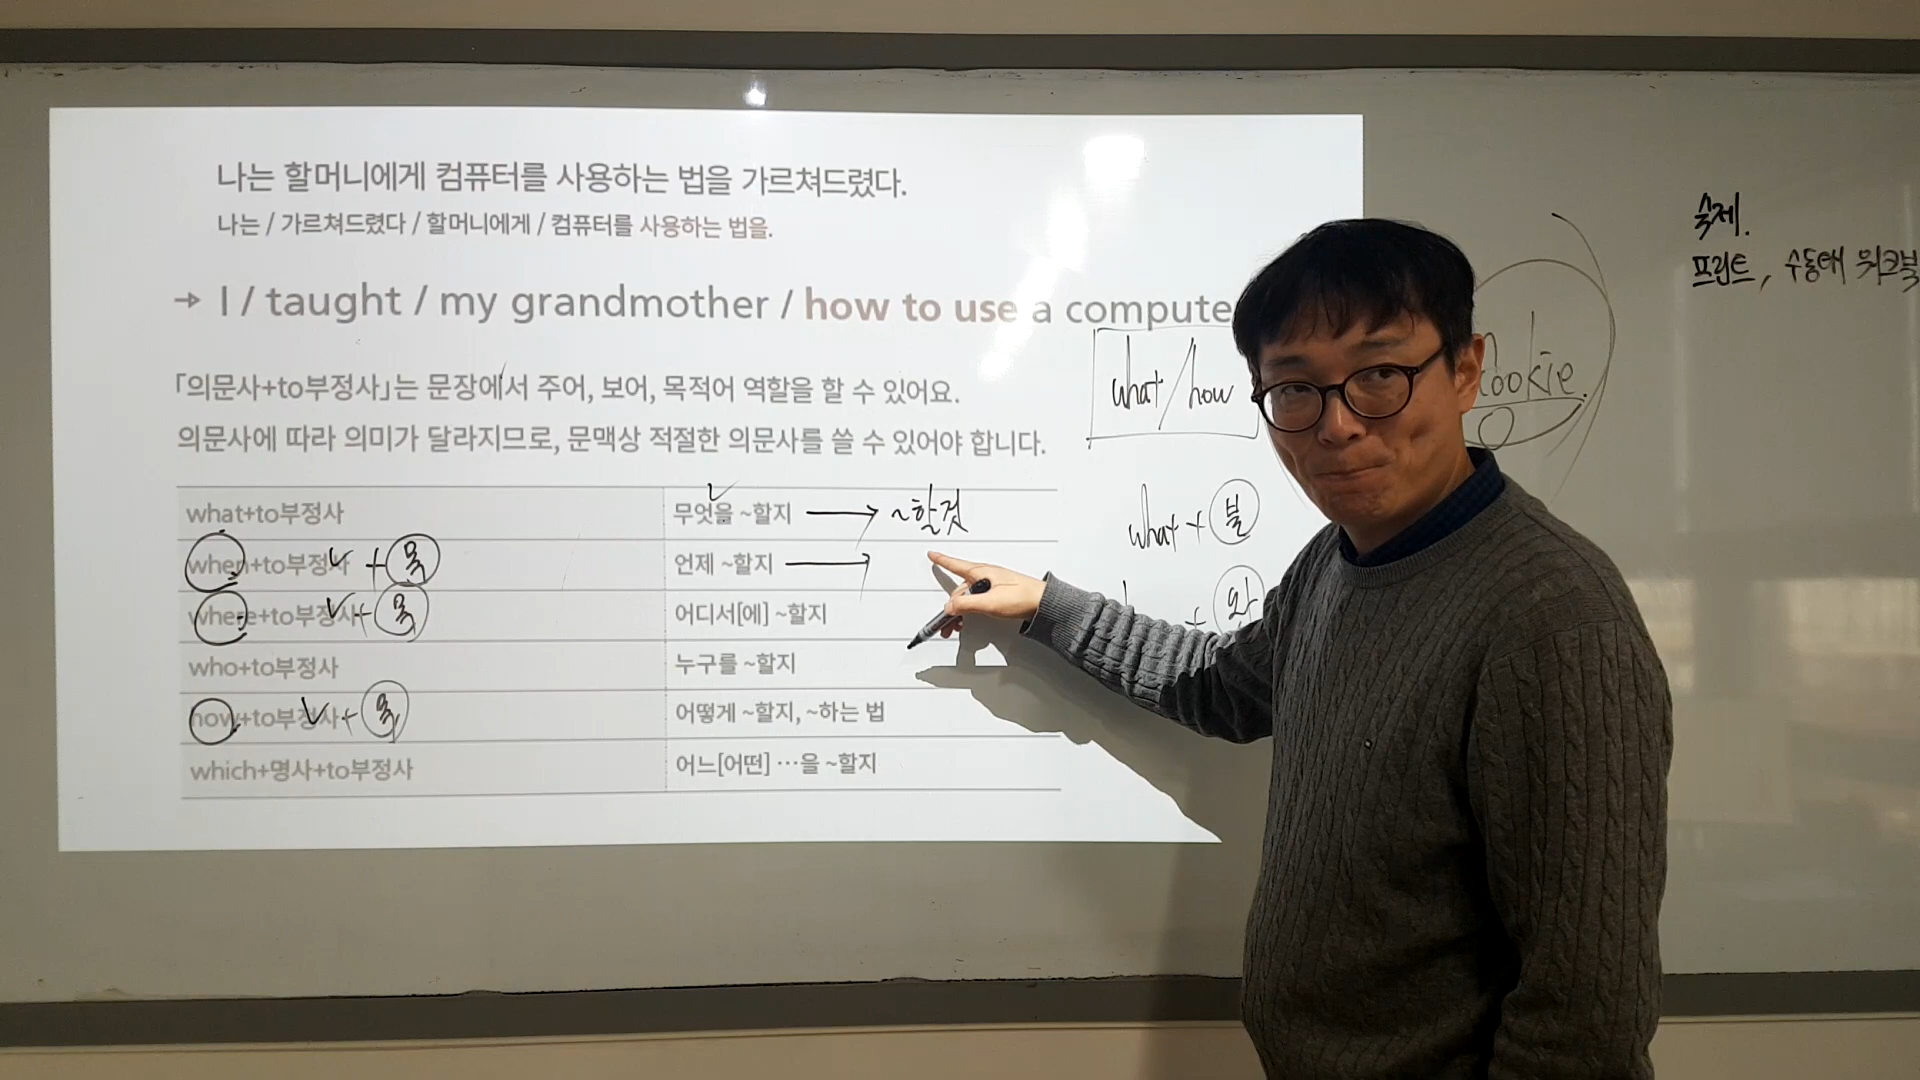 나는 할머니에게 컴퓨터를 사용하는 법을 가르쳐드렸다.
나는 / 가르쳐드렸다 / 할머니에게 / 컴퓨터를 사용하는 법을.
→ I / taught / my grandmother / how to use a compute
「의문사+to부정사」는 문장에서 주어, 보어, 목적어 역할을 할 수 있어요.
의문사에 따라 의미가 달라지므로, 문맥상 적절한 의문사를 쓸 수 있어야 합니다.
what+to부정사 무엇을 ~할지 → ~할것
when+to부정사 + 목 언제 ~할지 →
where+to부정사 + 목 어디서[에] ~할지
who+to부정사 누구를 ~할지
how+to부정사 + 목 어떻게 ~할지, ~하는 법
which+명사+to부정사 어느[어떤] …을 ~할지
what / how
what + 불
+ 완
cookie.
숙제.
프린트, 수동태 워크북